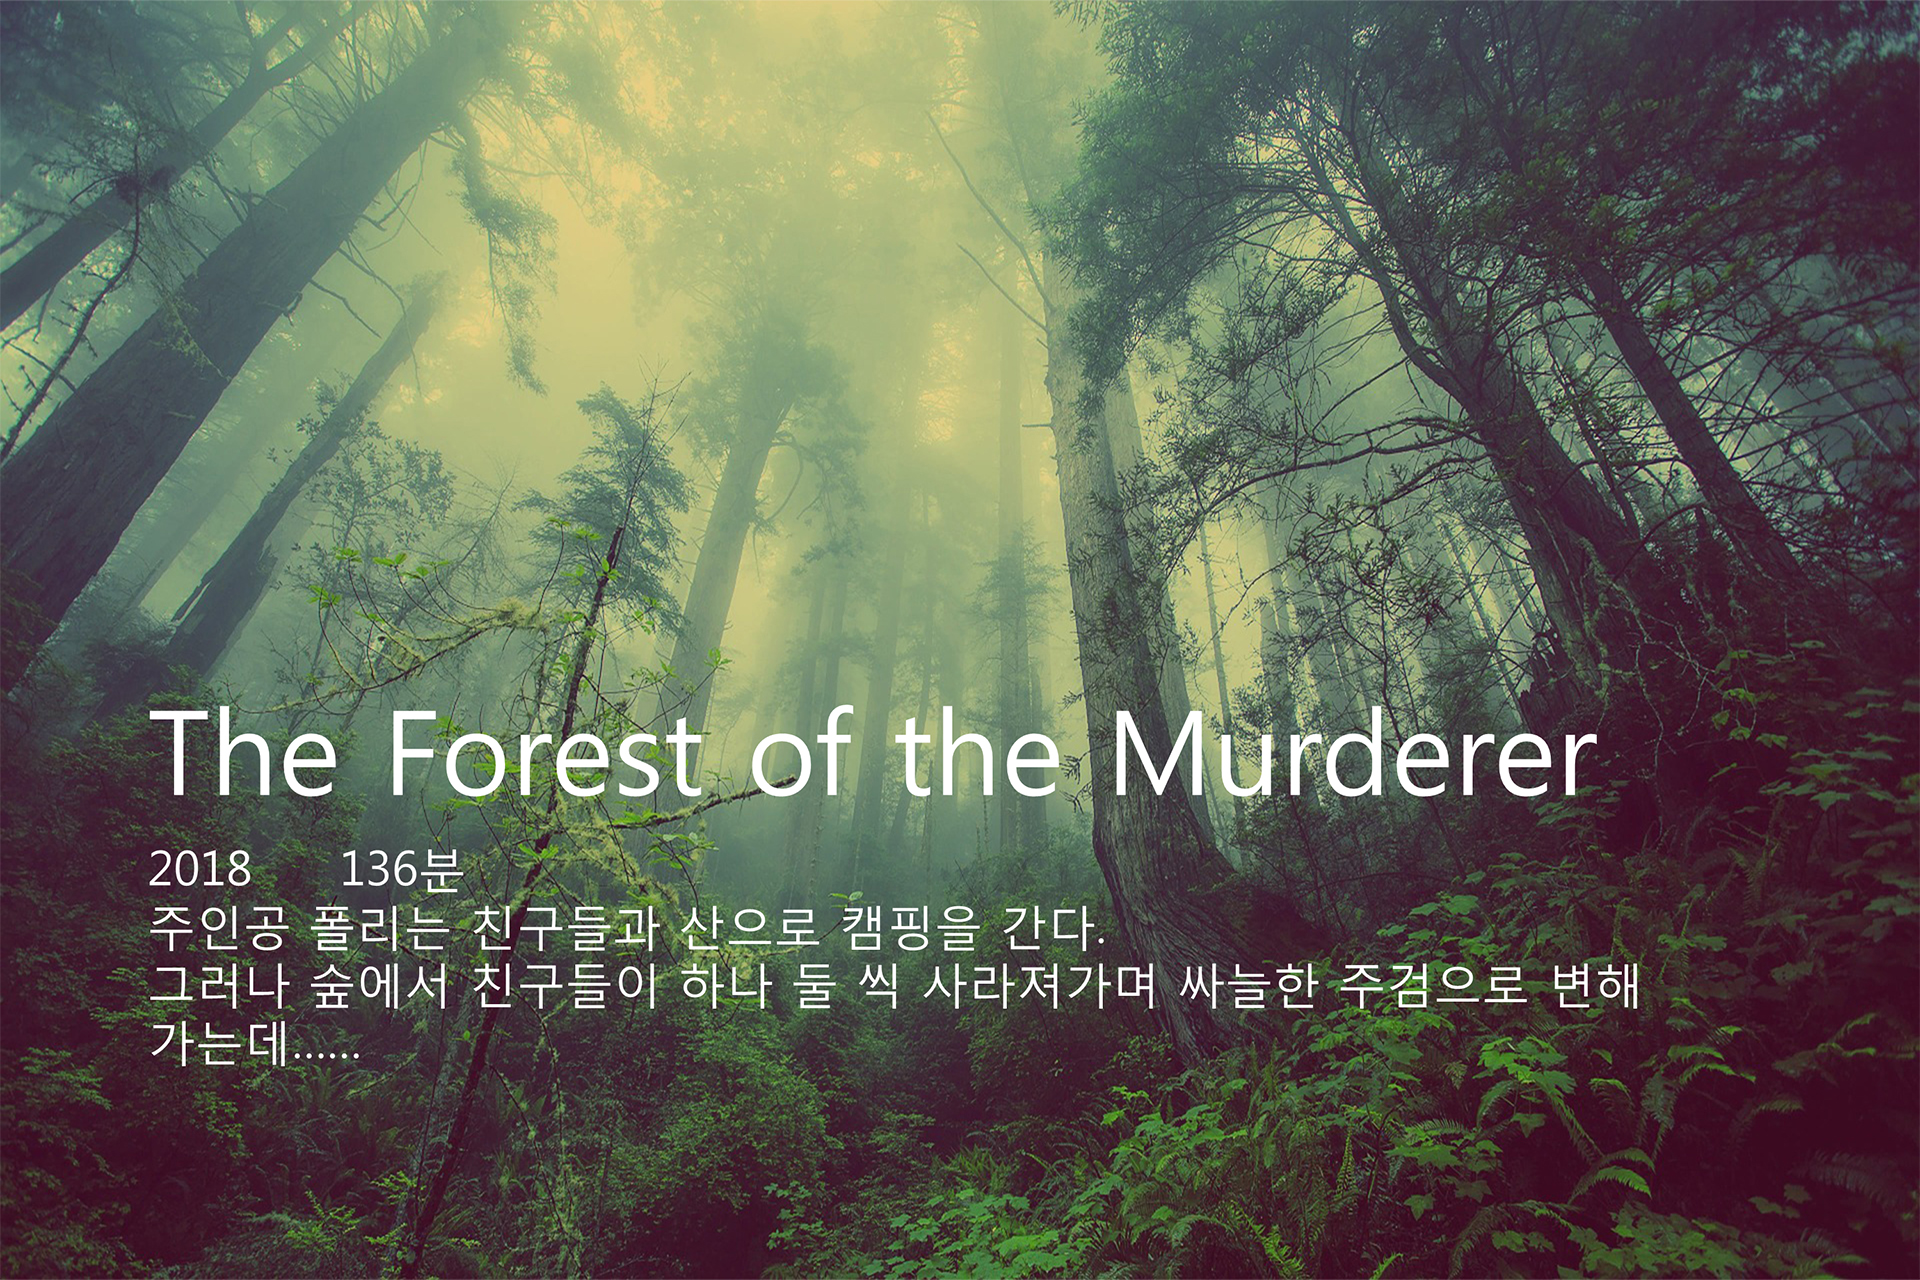 The Forest of the Murderer
2018 136분
주인공 폴리는 친구들과 산으로 캠핑을 간다.
그러나 숲에서 친구들이 하나 둘 씩 사라져가며 싸늘한 주검으로 변해
가는데......